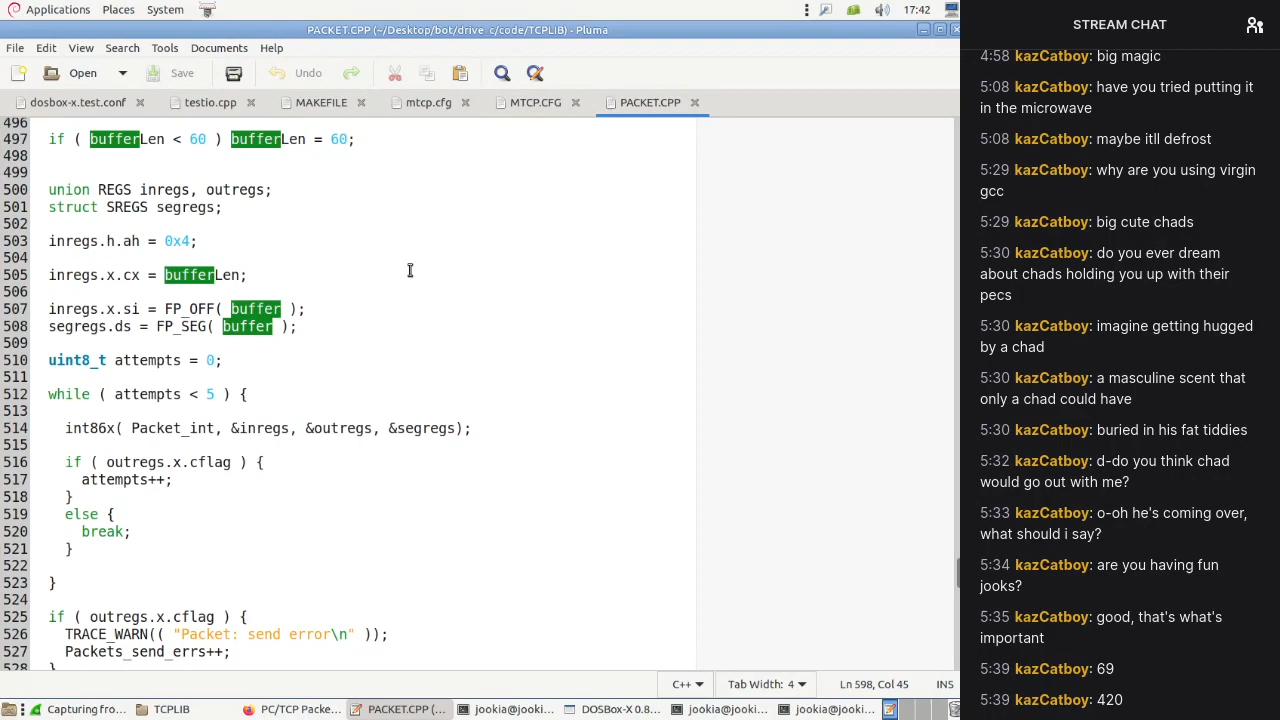 Applications Places System 17:42
PACKET.CPP (~/Desktop/bot/drive_c/code/TCPLIB) - Pluma
File Edit View Search Tools Documents Help
Open Save Undo
dosbox-x.test.conf testio.cpp MAKEFILE mtcp.cfg MTCP.CFG PACKET.CPP
496
497 if ( bufferLen < 60 ) bufferLen = 60;
498
499
500 union REGS inregs, outregs;
501 struct SREGS segregs;
502
503 inregs.h.ah = 0x4;
504
505 inregs.x.cx = bufferLen;
506
507 inregs.x.si = FP_OFF( buffer );
508 segregs.ds = FP_SEG( buffer );
509
510 uint8_t attempts = 0;
511
512 while ( attempts < 5 ) {
513
514 int86x( Packet_int, &inregs, &outregs, &segregs);
515
516 if ( outregs.x.cflag ) {
517 attempts++;
518 }
519 else {
520 break;
521 }
522
523 }
524
525 if ( outregs.x.cflag ) {
526 TRACE_WARN(( "Packet: send error\n" ));
527 Packets_send_errs++;
528 }
C++ Tab Width: 4 Ln 598, Col 45 INS
Capturing fro... TCPLIB PC/TCP Packe... PACKET.CPP (... jookia@jooki... DOSBox-X 0.8... jookia@jooki... jookia@jooki...
STREAM CHAT
4:58 kazCatboy: big magic
5:08 kazCatboy: have you tried putting it
in the microwave
5:08 kazCatboy: maybe itll defrost
5:29 kazCatboy: why are you using virgin
gcc
5:29 kazCatboy: big cute chads
5:30 kazCatboy: do you ever dream
about chads holding you up with their
pecs
5:30 kazCatboy: imagine getting hugged
by a chad
5:30 kazCatboy: a masculine scent that
only a chad could have
5:30 kazCatboy: buried in his fat tiddies
5:32 kazCatboy: d-do you think chad
would go out with me?
5:33 kazCatboy: o-oh he's coming over,
what should i say?
5:34 kazCatboy: are you having fun
jooks?
5:35 kazCatboy: good, that's what's
important
5:39 kazCatboy: 69
5:39 kazCatboy: 420